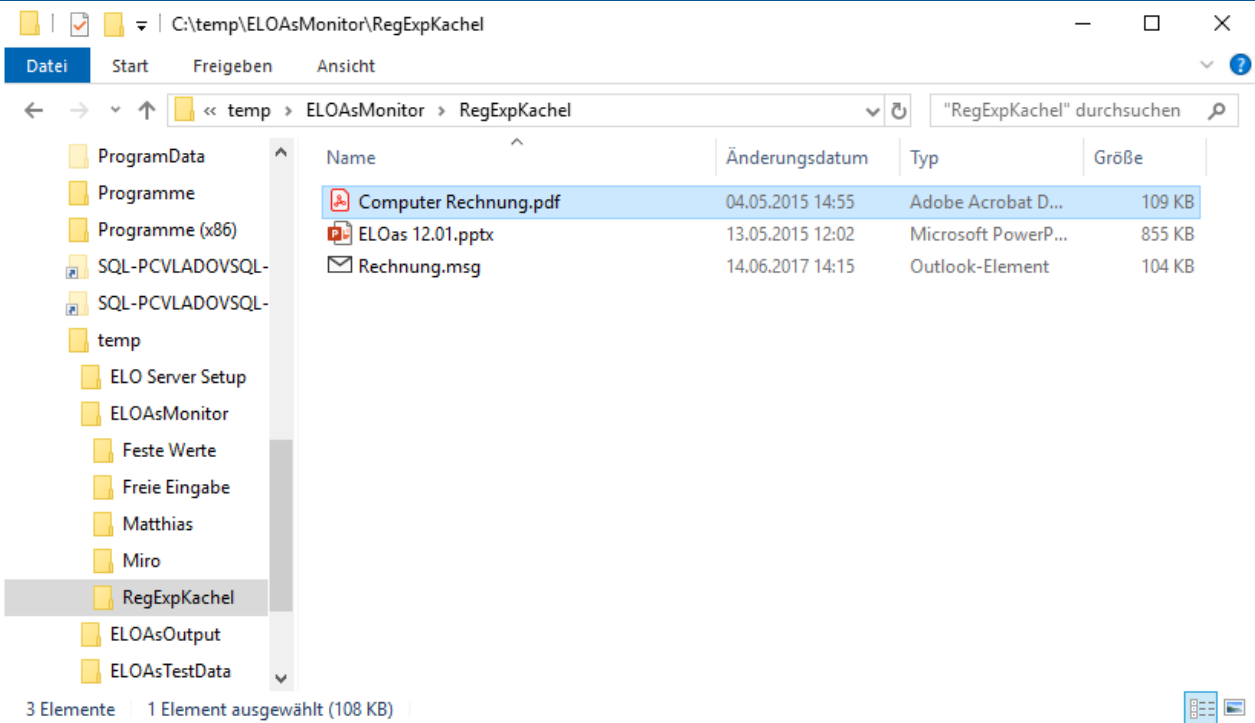 C:\temp\ELOAsMonitor\RegExpKachel
Datei Start Freigeben Ansicht ?
« temp > ELOAsMonitor > RegExpKachel "RegExpKachel" durchsuchen
ProgramData
Programme
Programme (x86)
SQL-PCVLADOVSQL-
SQL-PCVLADOVSQL-
temp
ELO Server Setup
ELOAsMonitor
Feste Werte
Freie Eingabe
Matthias
Miro
RegExpKachel
ELOAsOutput
ELOAsTestData
Name Änderungsdatum Typ Größe
Computer Rechnung.pdf 04.05.2015 14:55 Adobe Acrobat D... 109 KB
ELOas 12.01.pptx 13.05.2015 12:02 Microsoft PowerP... 855 KB
Rechnung.msg 14.06.2017 14:15 Outlook-Element 104 KB
3 Elemente 1 Element ausgewählt (108 KB)